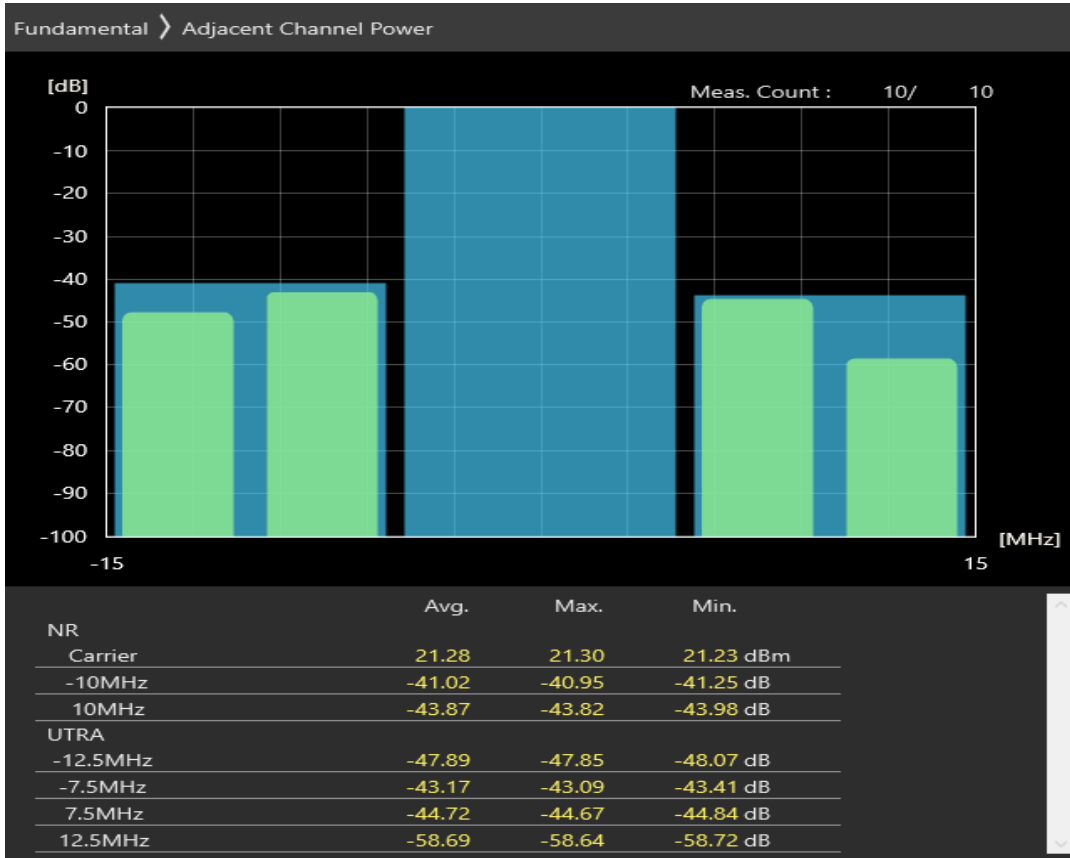 Fundamental ❭ Adjacent Channel Power
[dB]
Meas. Count : 10/ 10
0
-10
-20
-30
-40
-50
-60
-70
-80
-90
-100
[MHz]
-15 15
Avg. Max. Min.
NR
Carrier 21.28 21.30 21.23 dBm
-10MHz -41.02 -40.95 -41.25 dB
10MHz -43.87 -43.82 -43.98 dB
UTRA
-12.5MHz -47.89 -47.85 -48.07 dB
-7.5MHz -43.17 -43.09 -43.41 dB
7.5MHz -44.72 -44.67 -44.84 dB
12.5MHz -58.69 -58.64 -58.72 dB